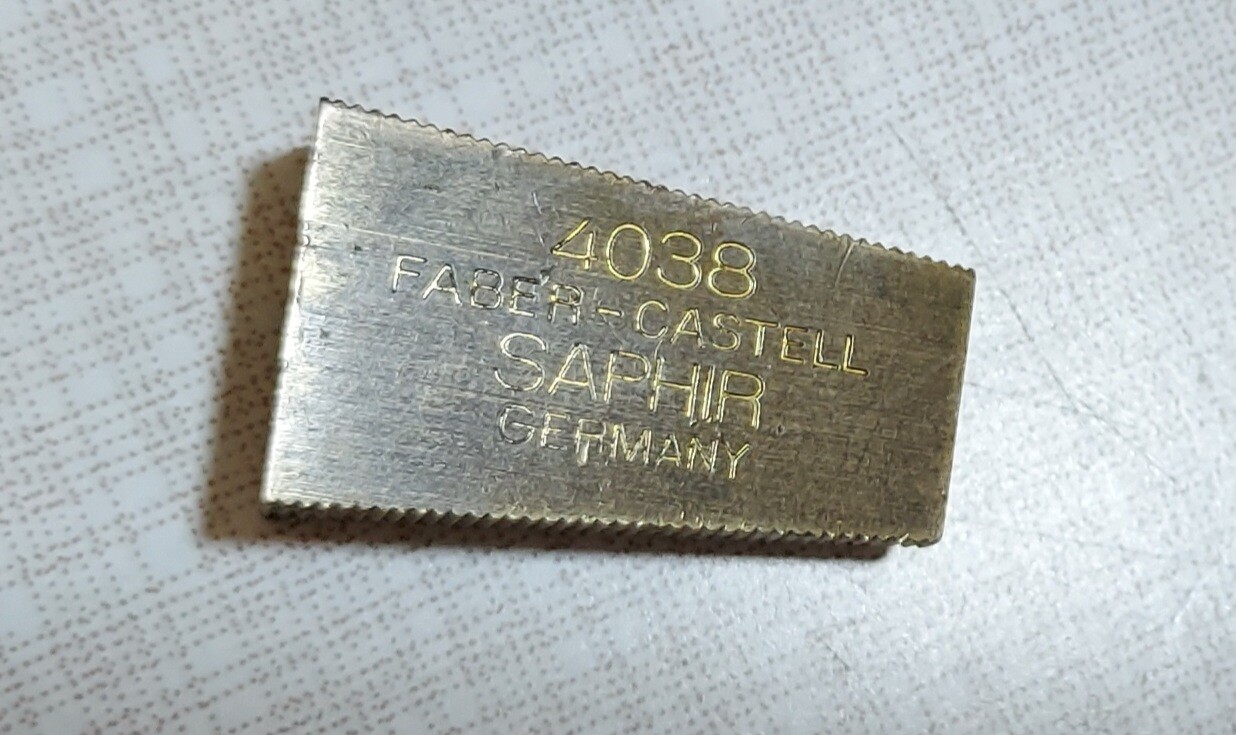 4038
FABER-CASTELL
SAPHIR
GERMANY